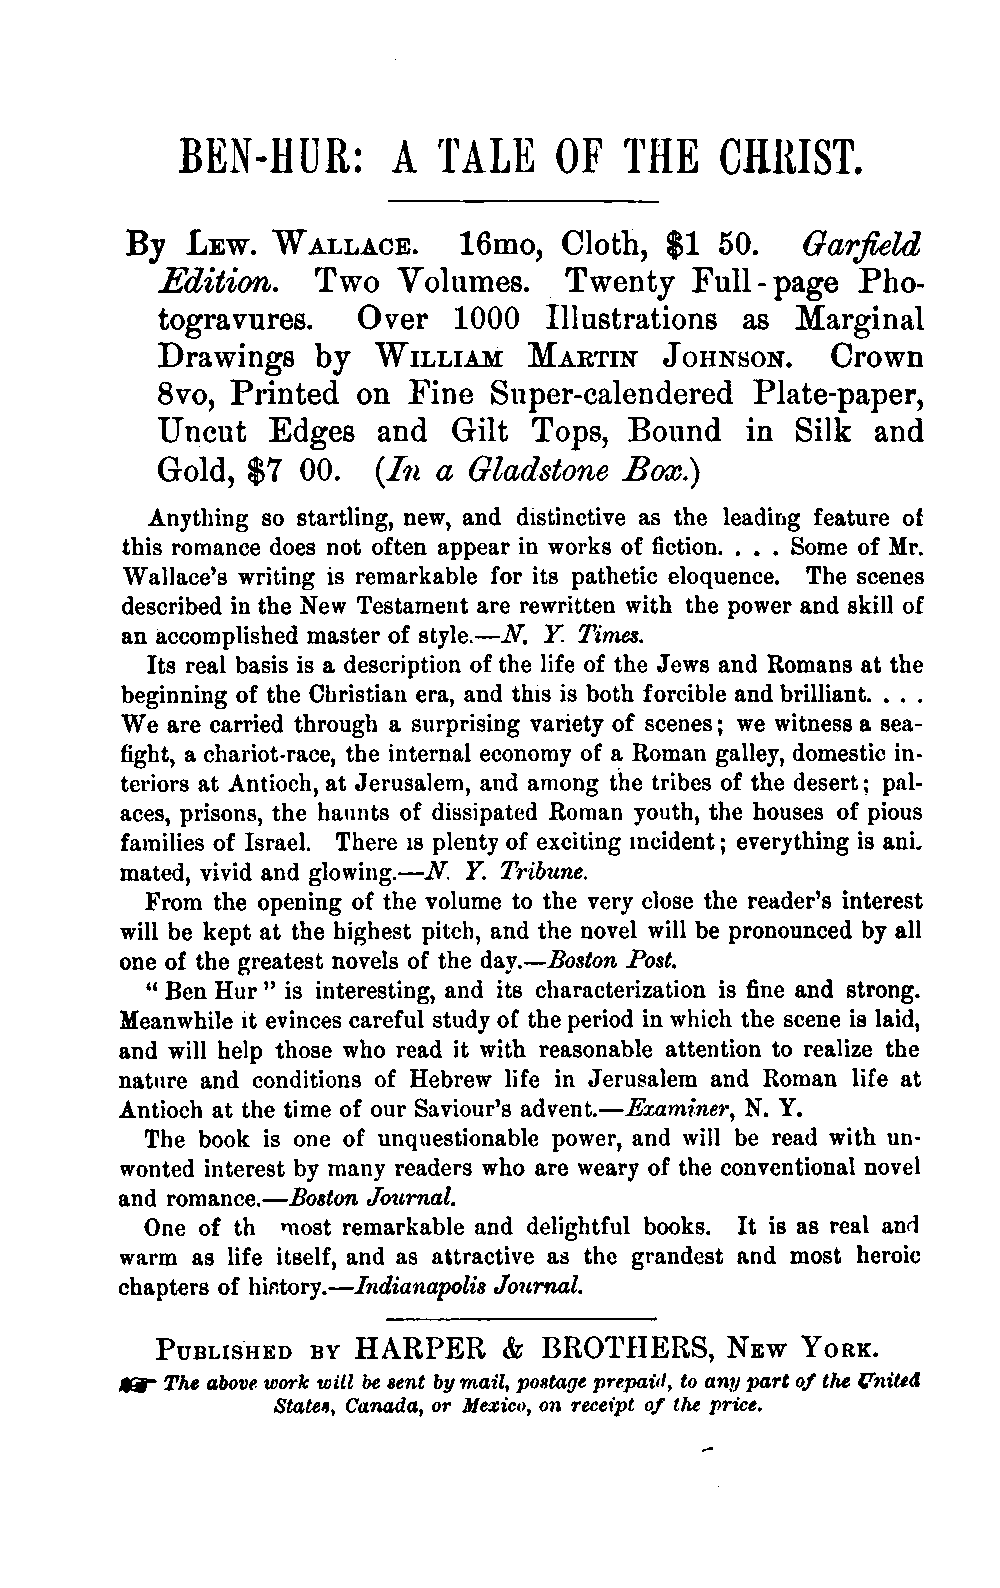 BEN-HUR: A TALE OF THE CHRIST.
By Lew. Wallace. 16mo, Cloth, $1 50. Garfield
Edition. Two Volumes. Twenty Full-page Pho-
togravures. Over 1000 Illustrations as Marginal
Drawings by William Martin Johnson. Crown
8vo, Printed on Fine Super-calendered Plate-paper,
Uncut Edges and Gilt Tops, Bound in Silk and
Gold, $7 00. (In a Gladstone Box.)
Anything so startling, new, and distinctive as the leading feature of
this romance does not often appear in works of fiction. . . . Some of Mr.
Wallace's writing is remarkable for its pathetic eloquence. The scenes
described in the New Testament are rewritten with the power and skill of
an accomplished master of style.—N. Y. Times.
Its real basis is a description of the life of the Jews and Romans at the
beginning of the Christian era, and this is both forcible and brilliant. . . .
We are carried through a surprising variety of scenes; we witness a sea-
fight, a chariot-race, the internal economy of a Roman galley, domestic in-
teriors at Antioch, at Jerusalem, and among the tribes of the desert; pal-
aces, prisons, the haunts of dissipated Roman youth, the houses of pious
families of Israel. There is plenty of exciting incident; everything is ani-
mated, vivid and glowing.—N. Y. Tribune.
From the opening of the volume to the very close the reader's interest
will be kept at the highest pitch, and the novel will be pronounced by all
one of the greatest novels of the day.—Boston Post.
"Ben Hur" is interesting, and its characterization is fine and strong.
Meanwhile it evinces careful study of the period in which the scene is laid,
and will help those who read it with reasonable attention to realize the
nature and conditions of Hebrew life in Jerusalem and Roman life at
Antioch at the time of our Saviour's advent.—Examiner, N. Y.
The book is one of unquestionable power, and will be read with un-
wonted interest by many readers who are weary of the conventional novel
and romance.—Boston Journal.
One of th most remarkable and delightful books. It is as real and
warm as life itself, and as attractive as the grandest and most heroic
chapters of history.—Indianapolis Journal.
Published by HARPER & BROTHERS, New York.
☞ The above work will be sent by mail, postage prepaid, to any part of the United
States, Canada, or Mexico, on receipt of the price.